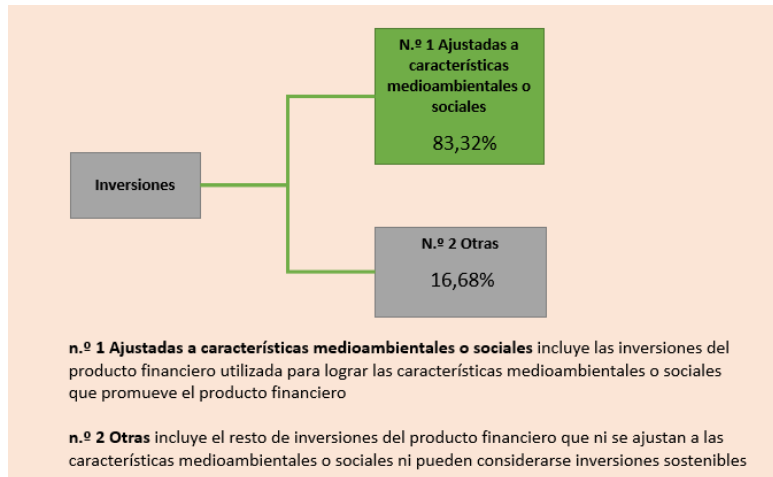 N.º 1 Ajustadas a
características
medioambientales o
sociales
83,32%
Inversiones
N.º 2 Otras
16,68%
n.º 1 Ajustadas a características medioambientales o sociales incluye las inversiones del
producto financiero utilizada para lograr las características medioambientales o sociales
que promueve el producto financiero
n.º 2 Otras incluye el resto de inversiones del producto financiero que ni se ajustan a las
características medioambientales o sociales ni pueden considerarse inversiones sostenibles